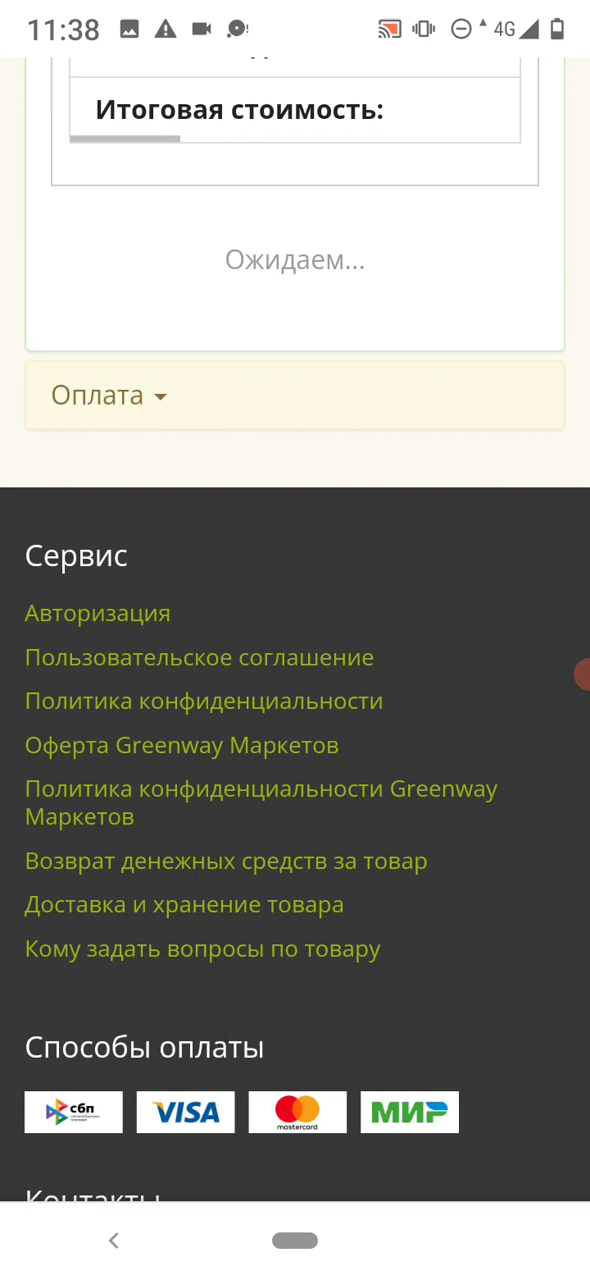 11:38
4G
Итоговая стоимость:
Ожидаем...
Оплата
Сервис
Авторизация
Пользовательское соглашение
Политика конфиденциальности
Оферта Greenway Маркетов
Политика конфиденциальности Greenway
Маркетов
Возврат денежных средств за товар
Доставка и хранение товара
Кому задать вопросы по товару
Способы оплаты
сбп VISA mastercard МИР
Контакты